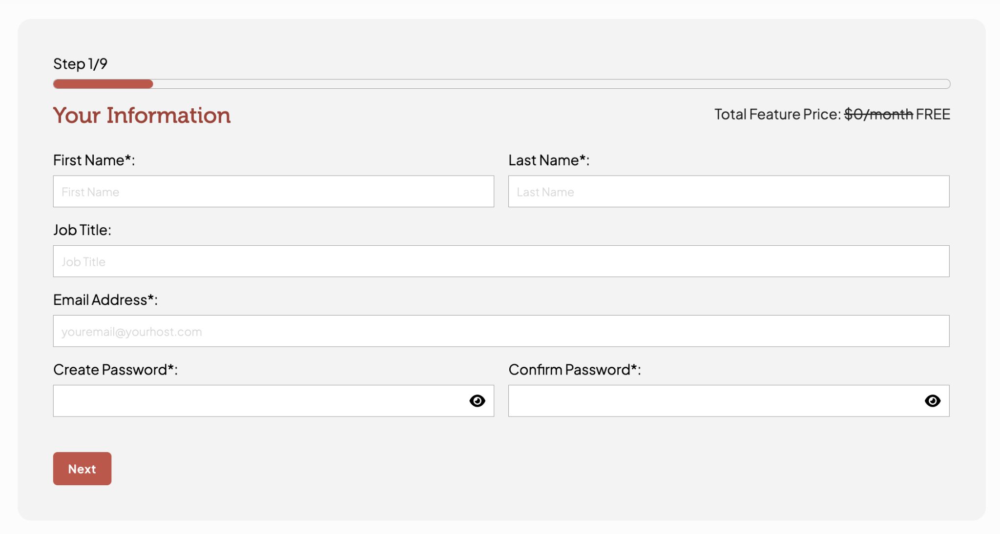 Step 1/9
Your Information
Total Feature Price: $0/month FREE
First Name*:
Last Name*:
First Name
Last Name
Job Title:
Job Title
Email Address*:
youremail@yourhost.com
Create Password*:
Confirm Password*:
Next